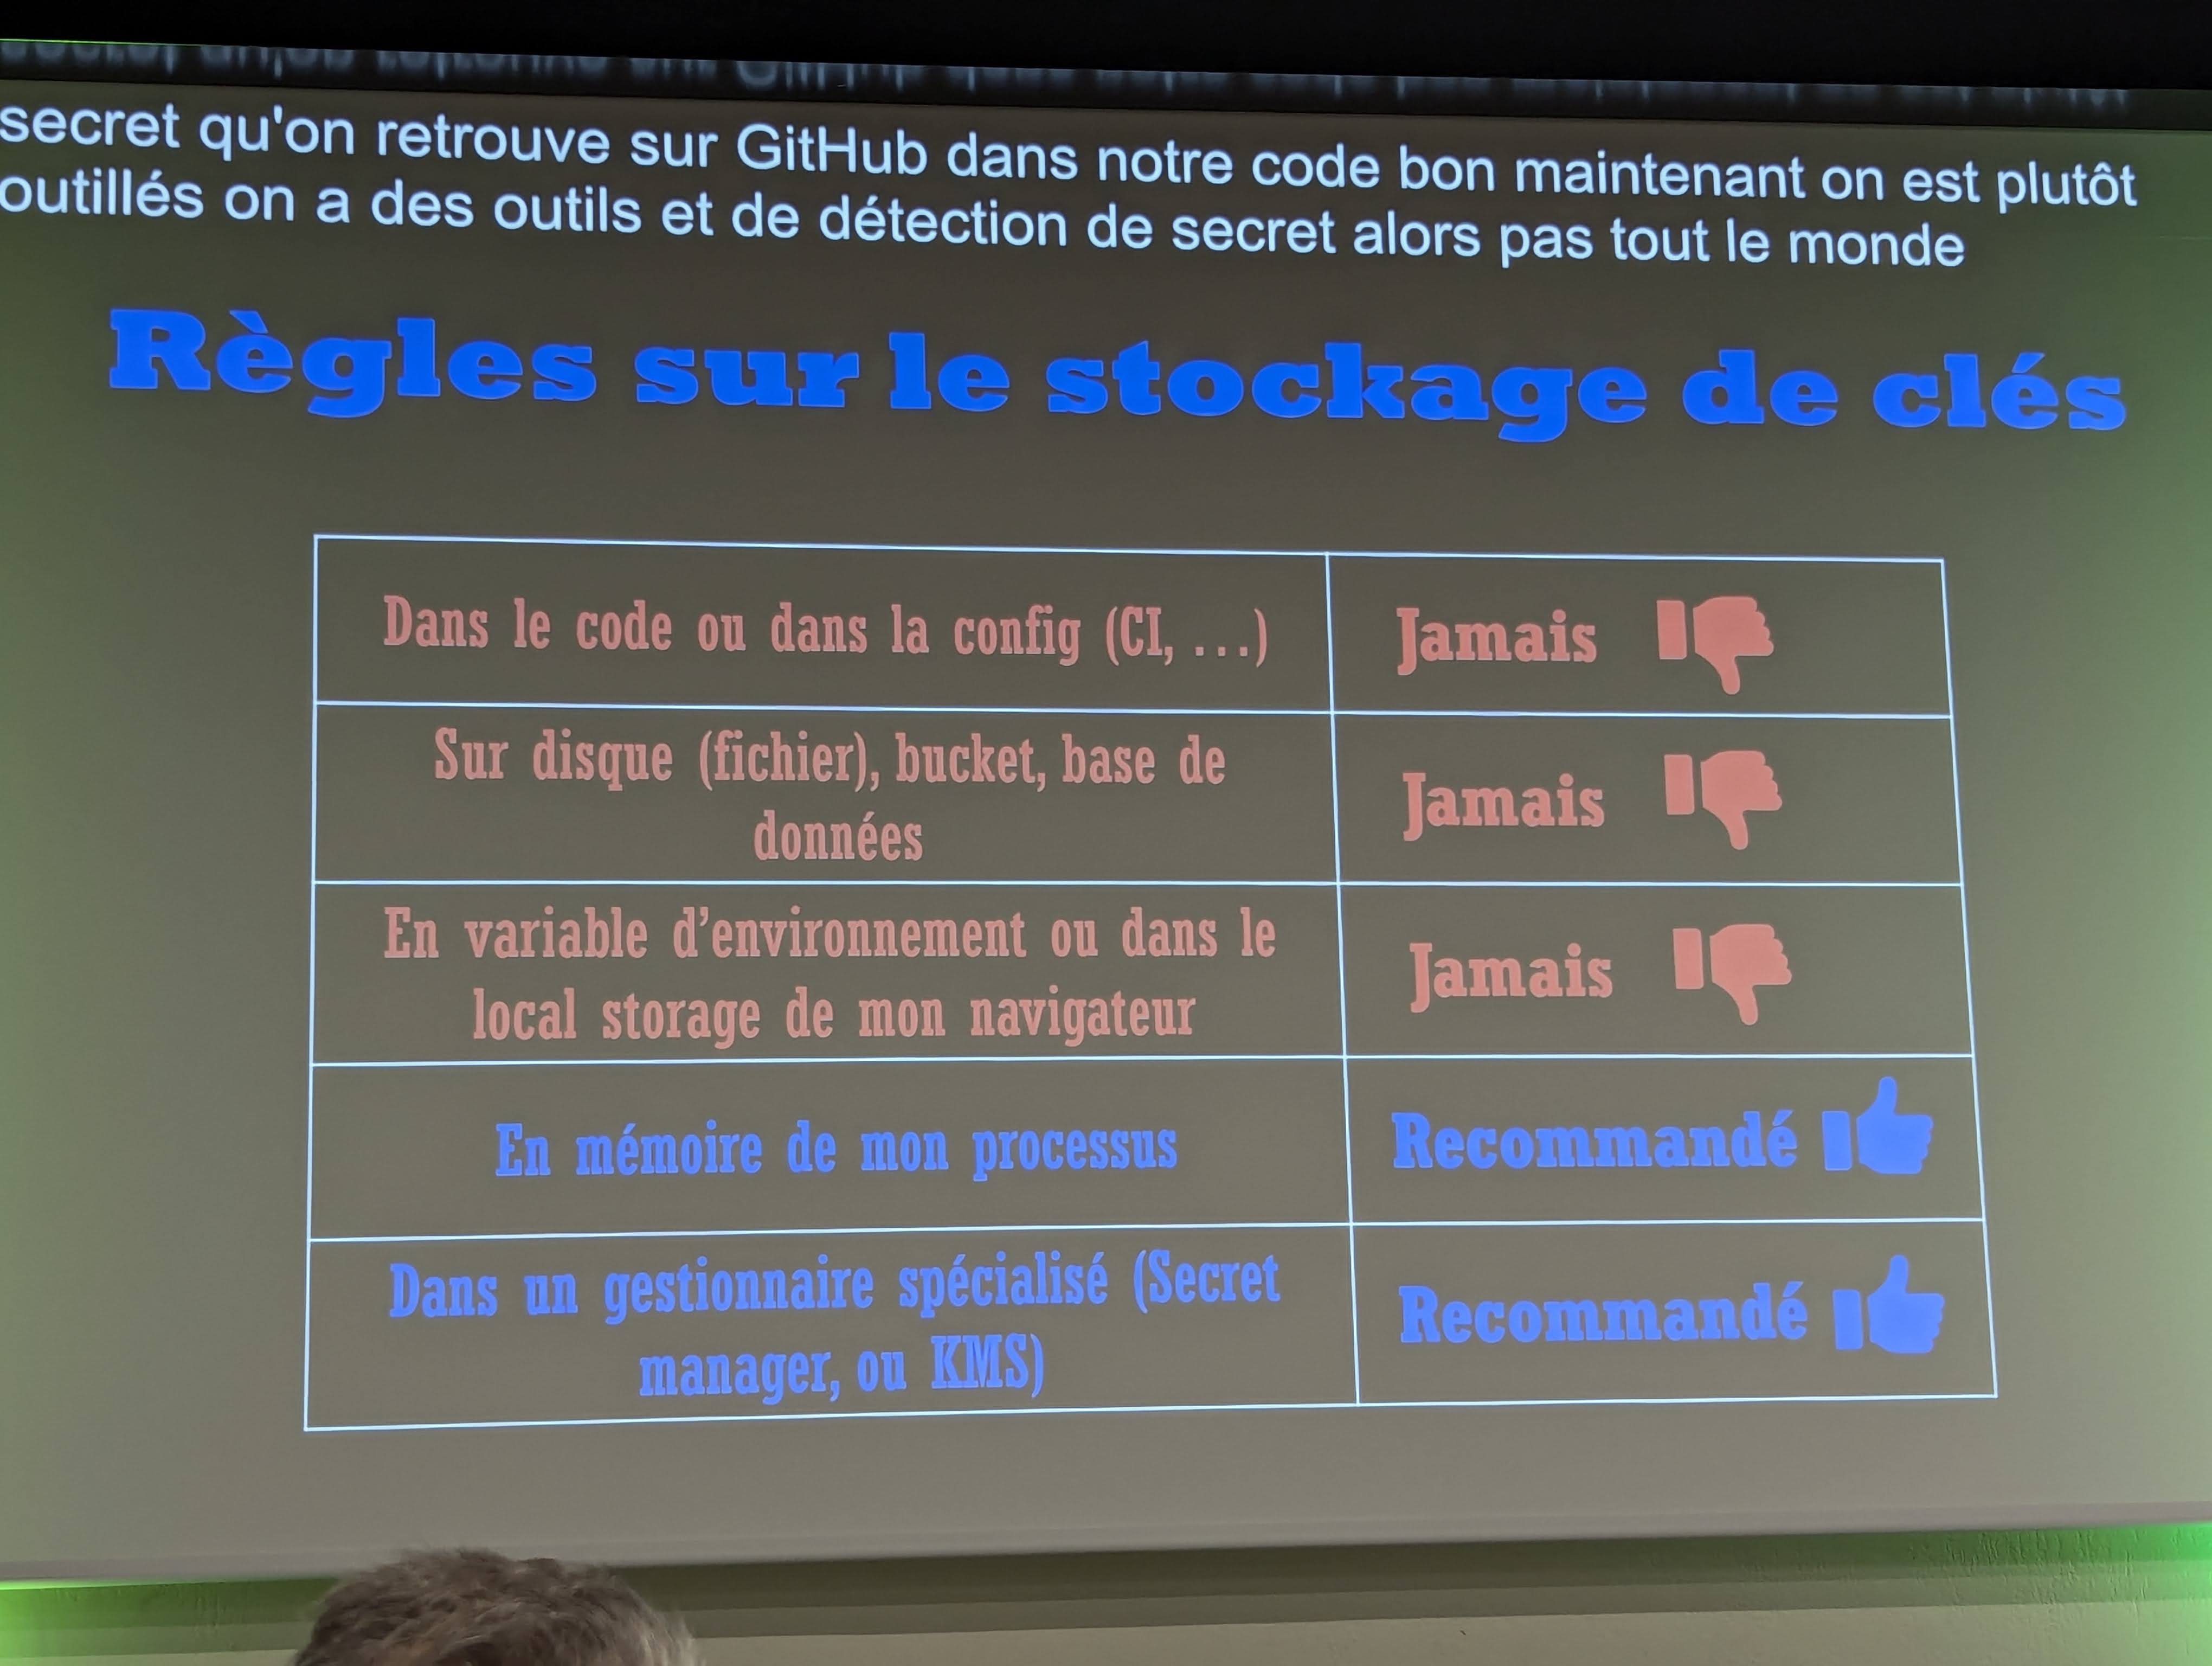 secret qu'on retrouve sur GitHub dans notre code bon maintenant on est plutôt
outillés on a des outils et de détection de secret alors pas tout le monde
Règles sur le stockage de clés
Dans le code ou dans la config (CI, ...)
Jamais
Sur disque (fichier), bucket, base de
données
Jamais
En variable d'environnement ou dans le
local storage de mon navigateur
Jamais
En mémoire de mon processus
Recommandé
Dans un gestionnaire spécialisé (Secret
manager, ou KMS)
Recommandé